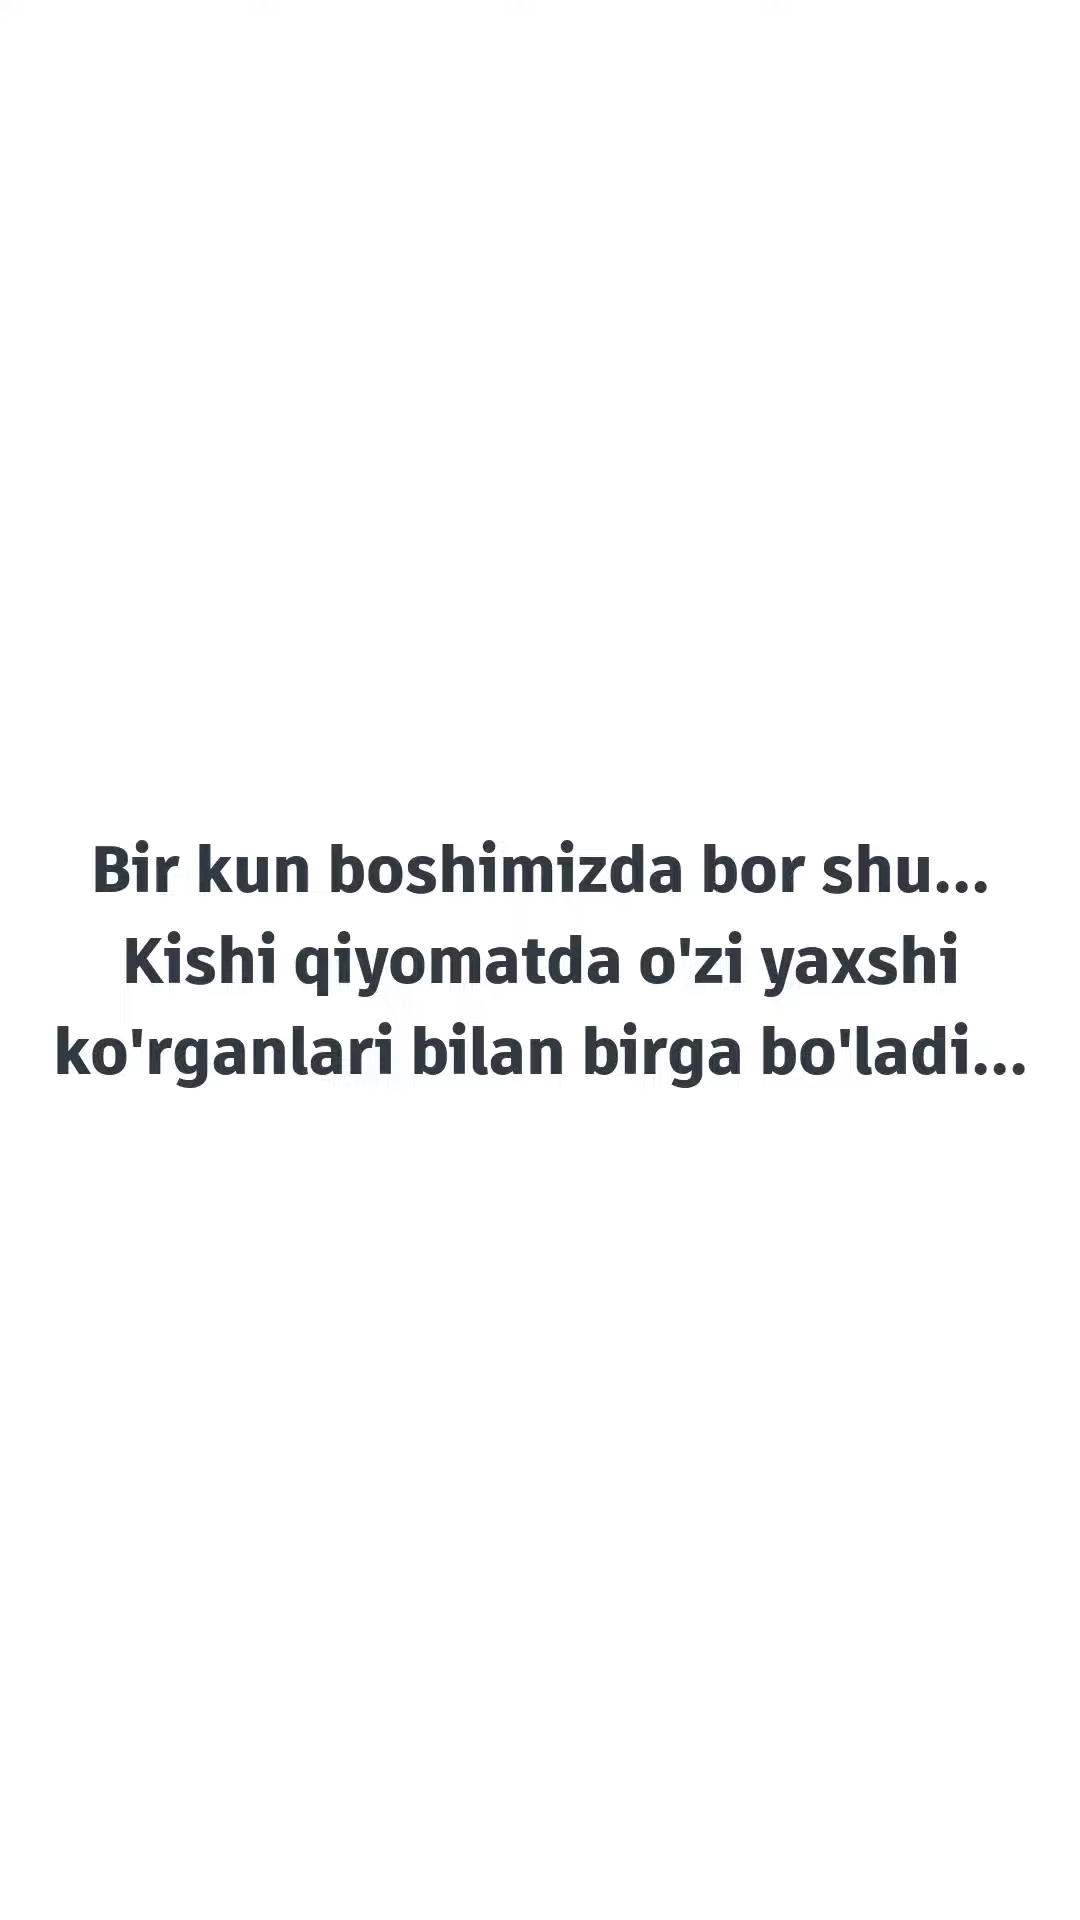 Bir kun boshimizda bor shu...
Kishi qiyomatda o'zi yaxshi
ko'rganlari bilan birga bo'ladi...